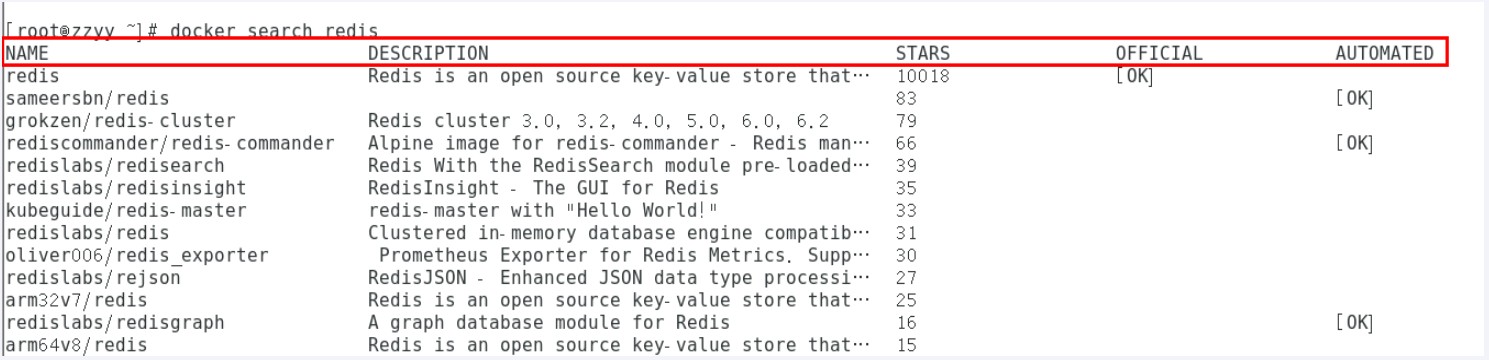 [root@zzyy ~]# docker search redis
NAME DESCRIPTION STARS OFFICIAL AUTOMATED
redis Redis is an open source key-value store that… 10018 [OK]
sameersbn/redis 83 [OK]
grokzen/redis-cluster Redis cluster 3.0, 3.2, 4.0, 5.0, 6.0, 6.2 79
rediscommander/redis-commander Alpine image for redis-commander - Redis man… 66 [OK]
redislabs/redisearch Redis With the RedisSearch module pre-loaded… 39
redislabs/redisinsight RedisInsight - The GUI for Redis 35
kubeguide/redis-master redis-master with "Hello World!" 33
redislabs/redis Clustered in-memory database engine compatib… 31
oliver006/redis_exporter Prometheus Exporter for Redis Metrics. Supp… 30
redislabs/rejson RedisJSON - Enhanced JSON data type processi… 27
arm32v7/redis Redis is an open source key-value store that… 25
redislabs/redisgraph A graph database module for Redis 16 [OK]
arm64v8/redis Redis is an open source key-value store that… 15